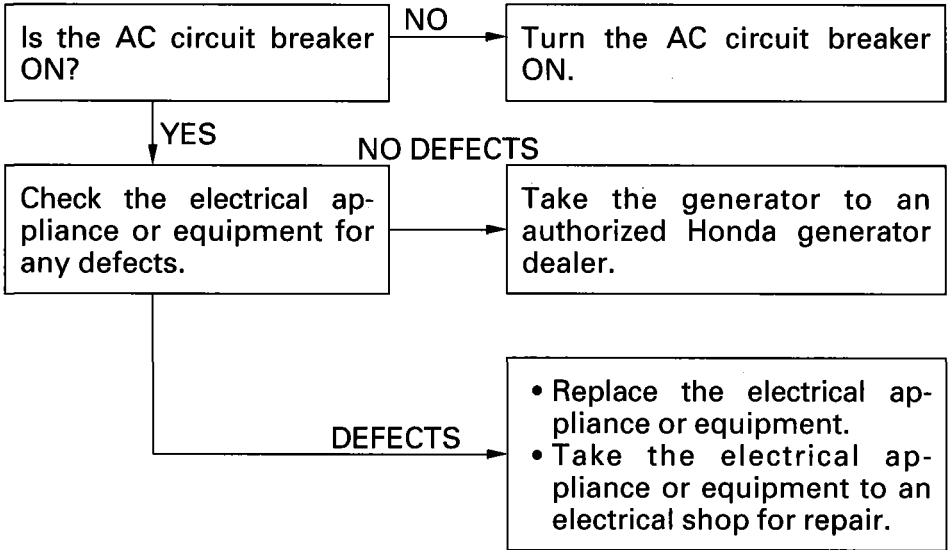 Is the AC circuit breaker
ON?
NO
Turn the AC circuit breaker
ON.
YES
NO DEFECTS
Check the electrical ap-
pliance or equipment for
any defects.
Take the generator to an
authorized Honda generator
dealer.
DEFECTS
• Replace the electrical ap-
pliance or equipment.
• Take the electrical ap-
pliance or equipment to an
electrical shop for repair.